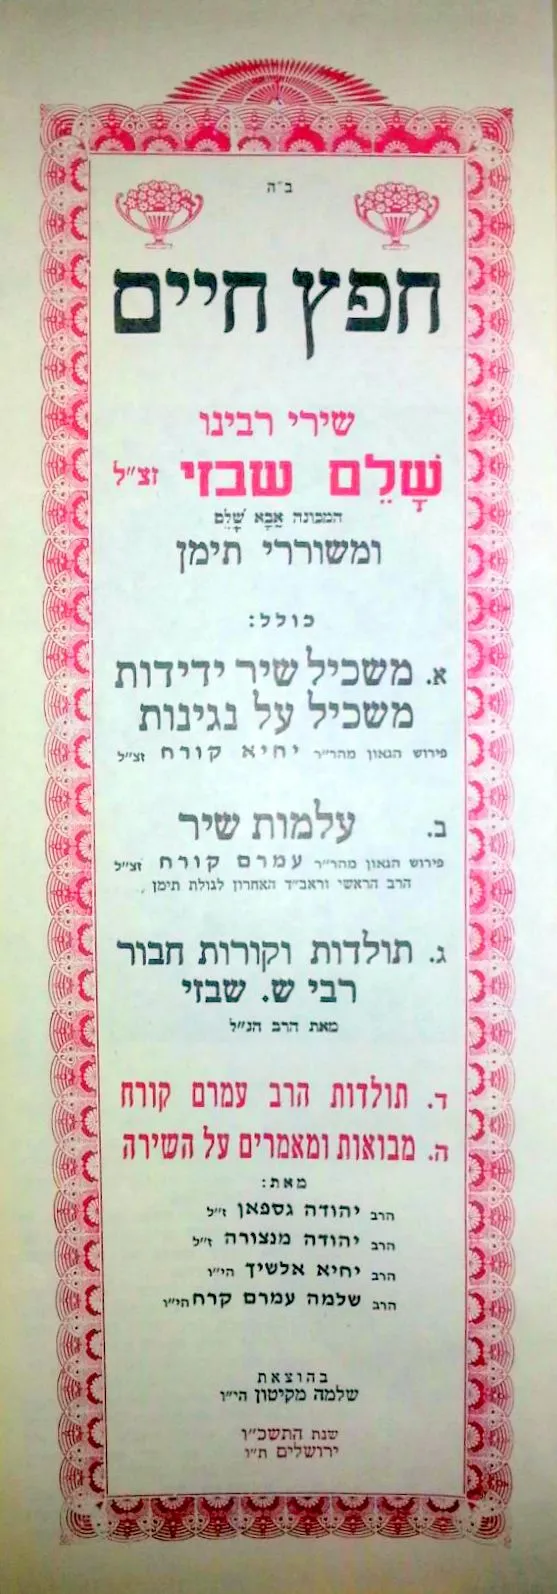 ב"ה
חפץ חיים
שירי רבינו
שָׁלֵם שבזי זצ"ל
המכונה אַבָּא שָׁלֵם
ומשוררי תימן
כולל:
א. משכיל שיר ידידות
משכיל על נגינות
פירוש הגאון מהר"ר יחיא קורח זצ"ל
ב. עלמות שיר
פירוש הגאון מהר"ר עמרם קורח זצ"ל
הרב הראשי וראב"ד האחרון לגולת תימן
ג. תולדות וקורות חבור
רבי ש. שבזי
מאת הרב הנ"ל
ד. תולדות הרב עמרם קורח
ה. מבואות ומאמרים על השירה
מאת:
הרב יהודה גספאן ז"ל
הרב יהודה מנצורה ז"ל
הרב יחיא אלשיך הי"ו
הרב שלמה עמרם קרח הי"ו
בהוצאת
שלמה מקיטון הי"ו
שנת התשכ"ו
ירושלים ת"ו